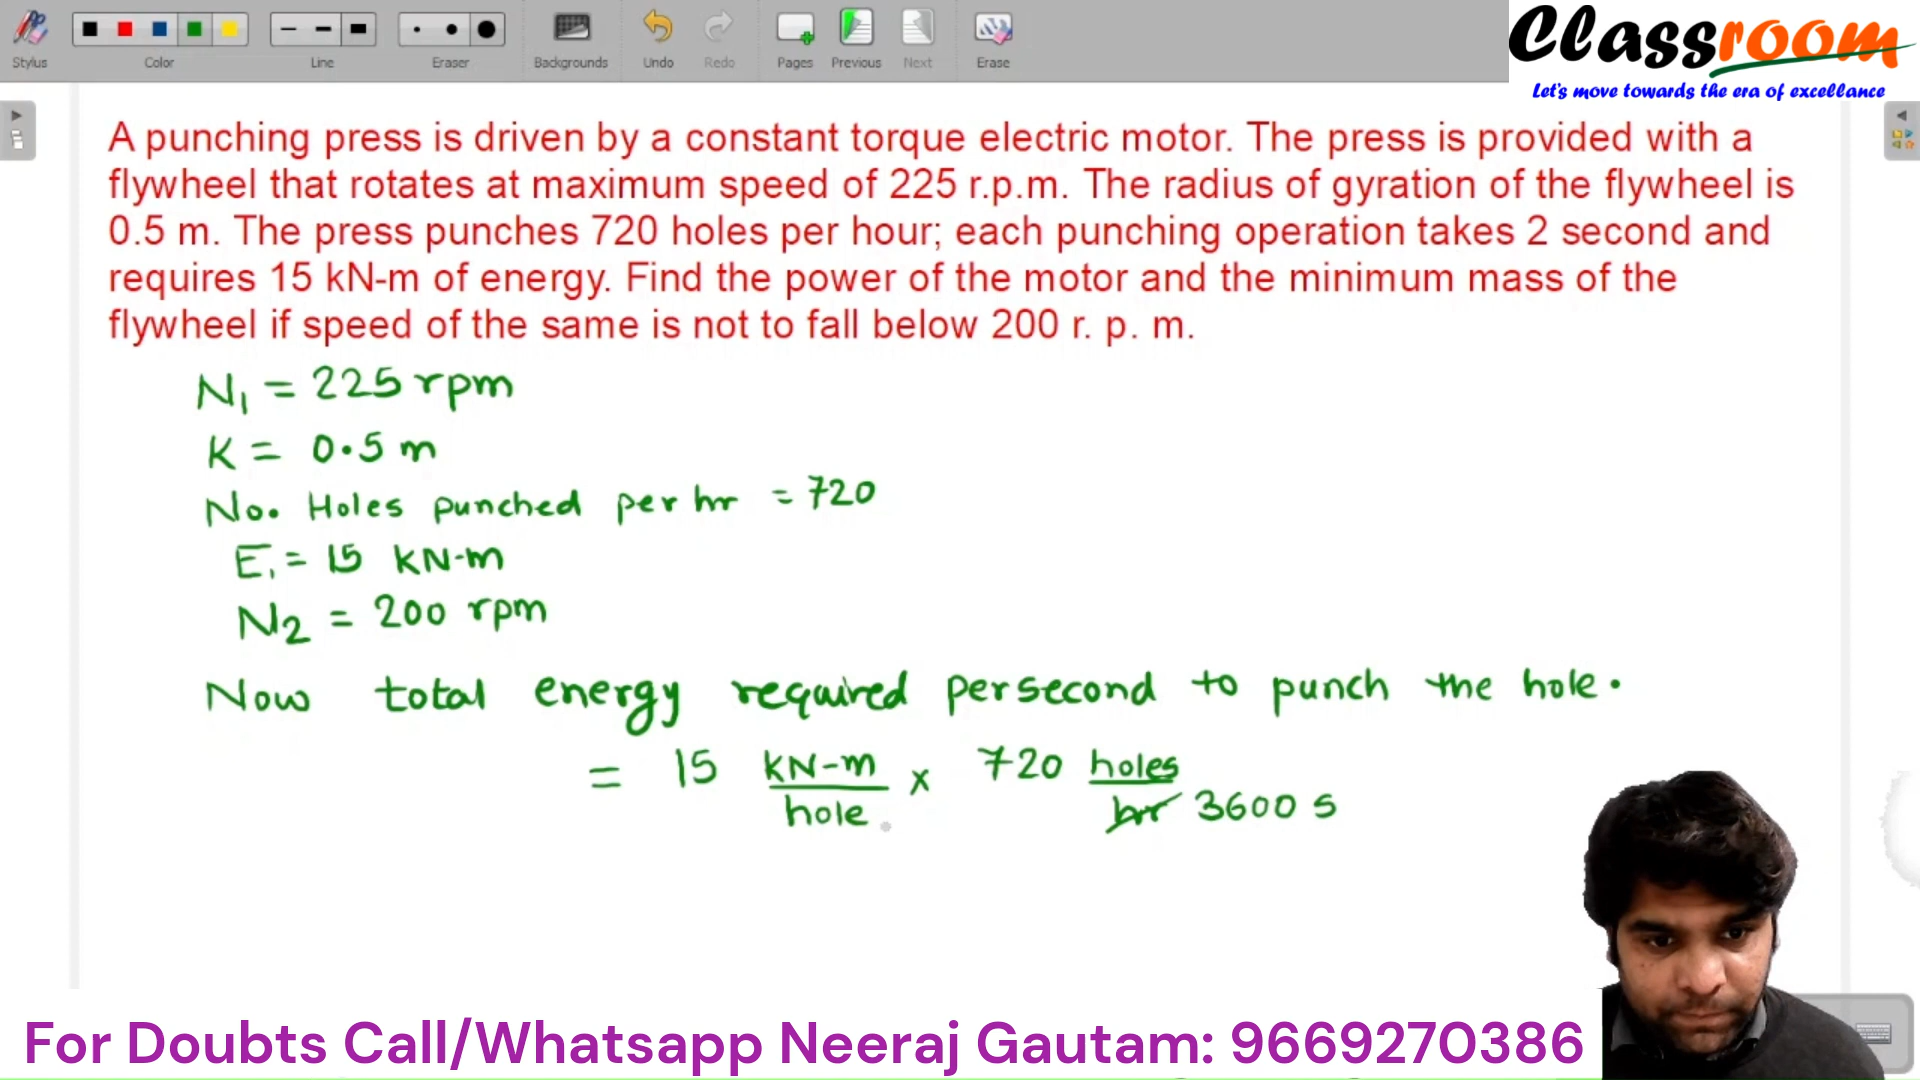 Stylus Color Line Eraser Backgrounds Undo Redo Pages Previous Next Erase
Classroom
Let's move towards the era of excellance
A punching press is driven by a constant torque electric motor. The press is provided with a
flywheel that rotates at maximum speed of 225 r.p.m. The radius of gyration of the flywheel is
0.5 m. The press punches 720 holes per hour; each punching operation takes 2 second and
requires 15 kN-m of energy. Find the power of the motor and the minimum mass of the
flywheel if speed of the same is not to fall below 200 r. p. m.
N₁ = 225 rpm
K = 0.5 m
No. Holes punched per hr = 720
E₁ = 15 KN-m
N₂ = 200 rpm
Now total energy required per second to punch the hole.
= 15 KN-m/hole × 720 holes/hr 3600 s
For Doubts Call/Whatsapp Neeraj Gautam: 9669270386